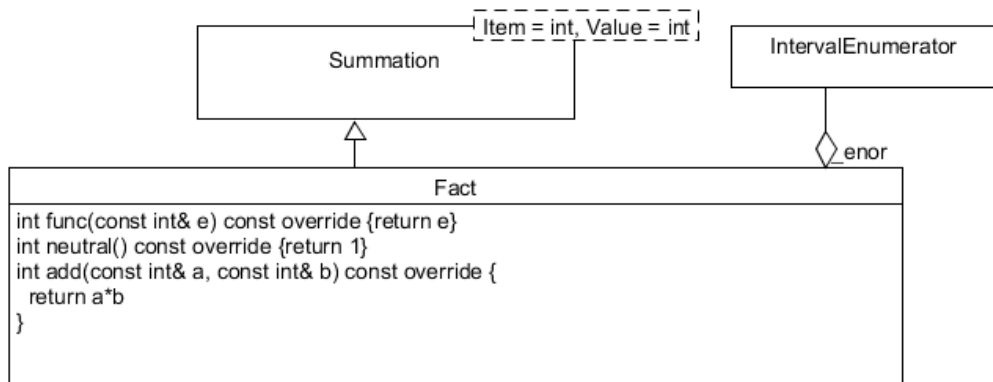 Item = int, Value = int
Summation
IntervalEnumerator
_enor
Fact
int func(const int& e) const override {return e}
int neutral() const override {return 1}
int add(const int& a, const int& b) const override {
return a*b
}